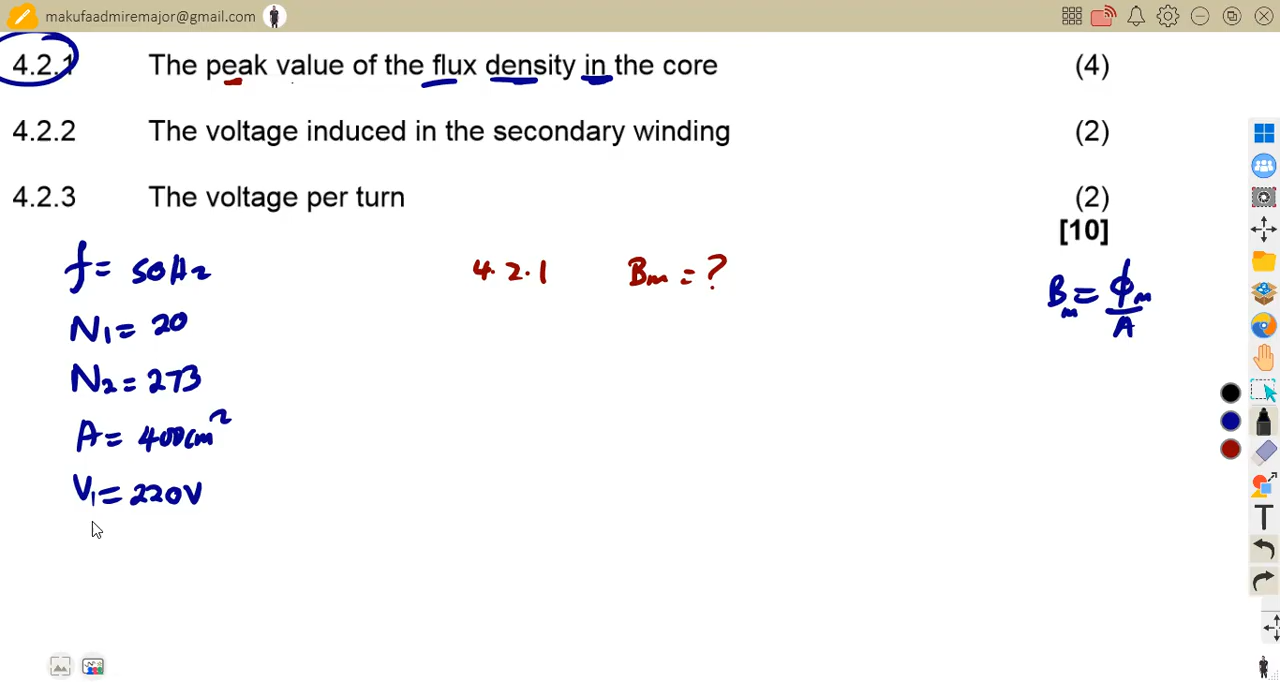 makufaadmiremajor@gmail.com
4.2.1 The peak value of the flux density in the core (4)
4.2.2 The voltage induced in the secondary winding (2)
4.2.3 The voltage per turn (2)
[10]
f = 50Hz
4.2.1 Bm = ?
Bm = ϕm / A
N1 = 20
N2 = 273
A = 400cm²
V1 = 220V
T